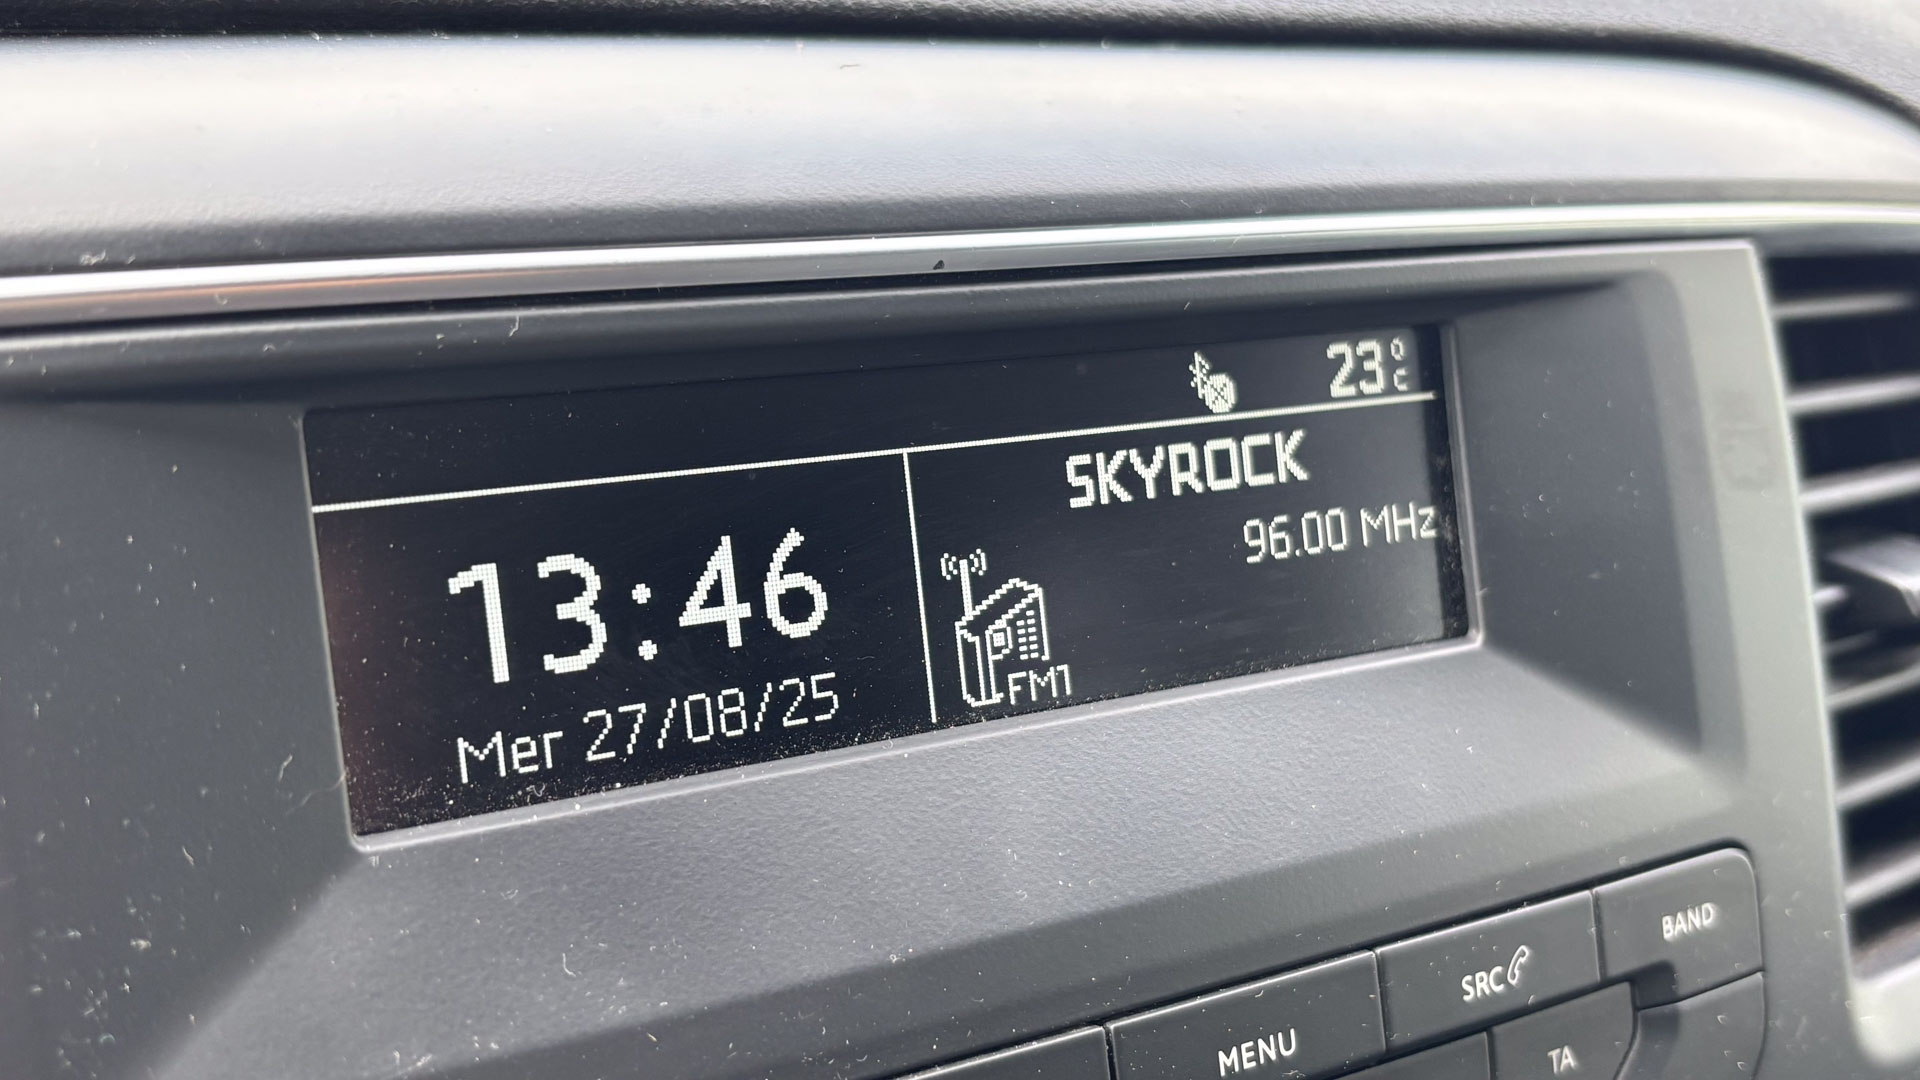 23°C
SKYROCK
96.00 MHz
13:46
FM1
Mer 27/08/25
BAND
SRC
MENU
TA